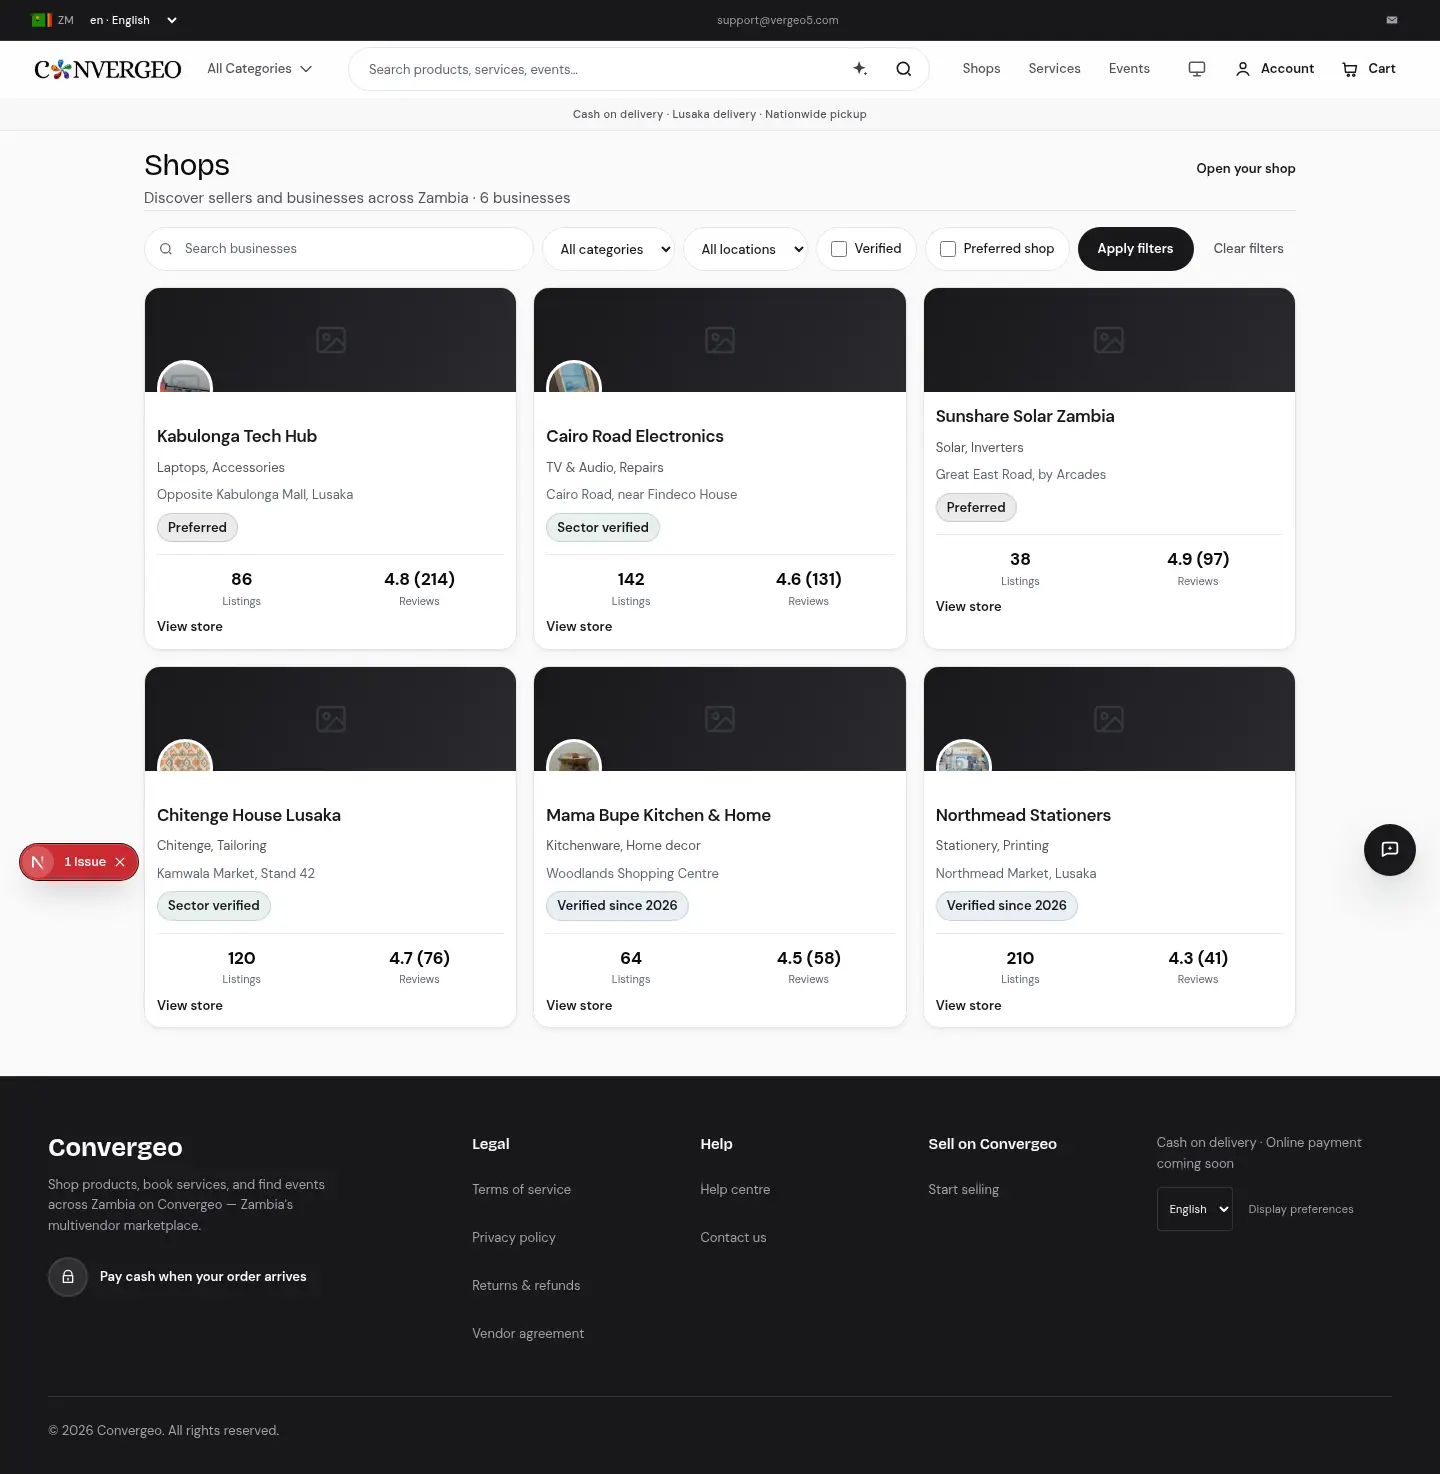 ZM en · English support@vergeo5.com
CONVERGEO All Categories Search products, services, events... Shops Services Events Account Cart
Cash on delivery · Lusaka delivery · Nationwide pickup
Shops
Open your shop
Discover sellers and businesses across Zambia · 6 businesses
Search businesses All categories All locations Verified Preferred shop Apply filters Clear filters
Kabulonga Tech Hub
Laptops, Accessories
Opposite Kabulonga Mall, Lusaka
Preferred
86 4.8 (214)
Listings Reviews
View store
Cairo Road Electronics
TV & Audio, Repairs
Cairo Road, near Findeco House
Sector verified
142 4.6 (131)
Listings Reviews
View store
Sunshare Solar Zambia
Solar, Inverters
Great East Road, by Arcades
Preferred
38 4.9 (97)
Listings Reviews
View store
Chitenge House Lusaka
Chitenge, Tailoring
Kamwala Market, Stand 42
Sector verified
120 4.7 (76)
Listings Reviews
View store
Mama Bupe Kitchen & Home
Kitchenware, Home decor
Woodlands Shopping Centre
Verified since 2026
64 4.5 (58)
Listings Reviews
View store
Northmead Stationers
Stationery, Printing
Northmead Market, Lusaka
Verified since 2026
210 4.3 (41)
Listings Reviews
View store
N 1 Issue
Convergeo
Shop products, book services, and find events
across Zambia on Convergeo — Zambia's
multivendor marketplace.
Pay cash when your order arrives
Legal
Terms of service
Privacy policy
Returns & refunds
Vendor agreement
Help
Help centre
Contact us
Sell on Convergeo
Start selling
Cash on delivery · Online payment
coming soon
English Display preferences
© 2026 Convergeo. All rights reserved.